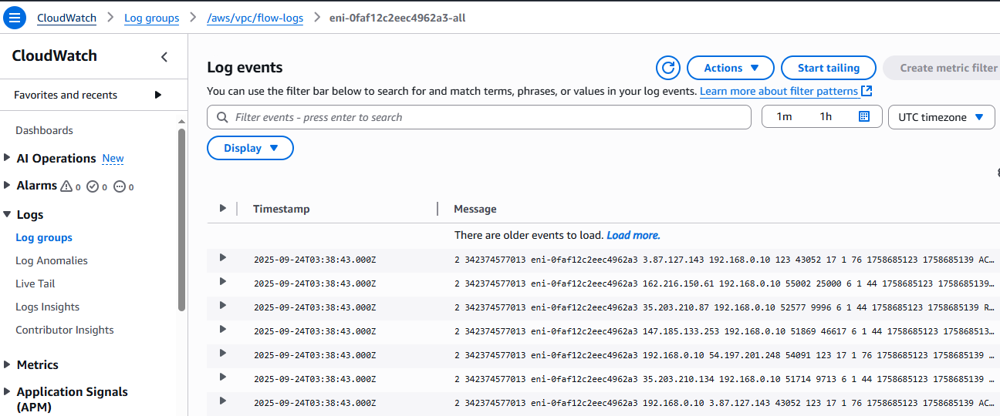 CloudWatch > Log groups > /aws/vpc/flow-logs > eni-0faf12c2eec4962a3-all
CloudWatch
Favorites and recents
Dashboards
AI Operations New
Alarms 0 0 0
Logs
Log groups
Log Anomalies
Live Tail
Logs Insights
Contributor Insights
Metrics
Application Signals
(APM)
Log events
Actions
Start tailing
Create metric filter
You can use the filter bar below to search for and match terms, phrases, or values in your log events. Learn more about filter patterns
Filter events - press enter to search
1m 1h
UTC timezone
Display
Timestamp Message
There are older events to load. Load more.
2025-09-24T03:38:43.000Z 2 342374577013 eni-0faf12c2eec4962a3 3.87.127.143 192.168.0.10 123 43052 17 1 76 1758685123 1758685139 AC…
2025-09-24T03:38:43.000Z 2 342374577013 eni-0faf12c2eec4962a3 162.216.150.61 192.168.0.10 55002 25000 6 1 44 1758685123 1758685139…
2025-09-24T03:38:43.000Z 2 342374577013 eni-0faf12c2eec4962a3 35.203.210.87 192.168.0.10 52577 9996 6 1 44 1758685123 1758685139 R…
2025-09-24T03:38:43.000Z 2 342374577013 eni-0faf12c2eec4962a3 147.185.133.253 192.168.0.10 51869 46617 6 1 44 1758685123 175868513…
2025-09-24T03:38:43.000Z 2 342374577013 eni-0faf12c2eec4962a3 192.168.0.10 54.197.201.248 54091 123 17 1 76 1758685123 1758685139 …
2025-09-24T03:38:43.000Z 2 342374577013 eni-0faf12c2eec4962a3 35.203.210.134 192.168.0.10 51714 9713 6 1 44 1758685123 1758685139 …
2025-09-24T03:38:43.000Z 2 342374577013 eni-0faf12c2eec4962a3 192.168.0.10 3.87.127.143 43052 123 17 1 76 1758685123 1758685139 AC…